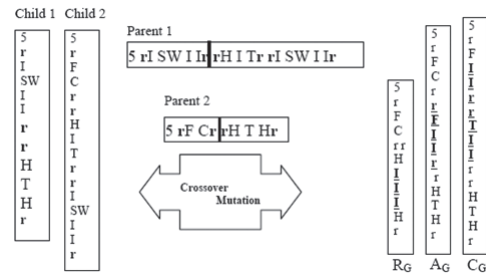 Child 1
5 r I SW I I r r H T H r
Child 2
5 r F C r r H I T r r I SW I I r
Parent 1
5 rI SW I Ir rH I Tr rI SW I Ir
Parent 2
5 rF Cr rH T Hr
Crossover
Mutation
5 r F C r r H I I I H r
RG
5 r F C r r F I I r r H T H r
AG
5 r F I I r r T I I r r H T H r
CG